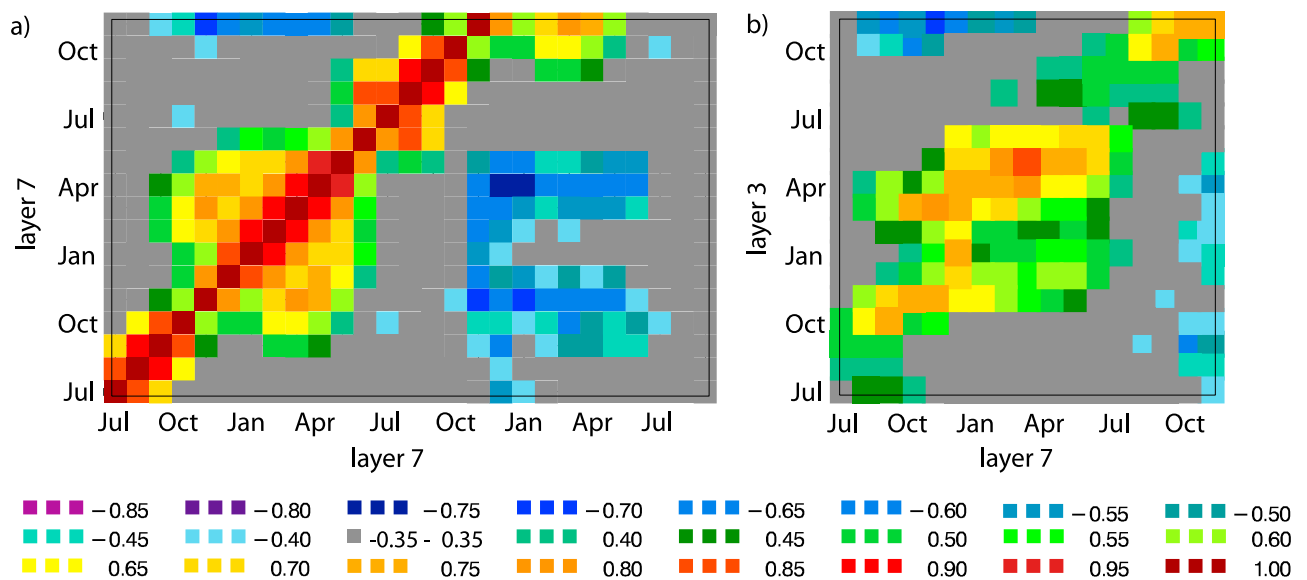 a)
Oct
Jul
Apr
Jan
Oct
Jul
layer 7
Jul Oct Jan Apr Jul Oct Jan Apr Jul
layer 7
b)
Oct
Jul
Apr
Jan
Oct
Jul
layer 3
Jul Oct Jan Apr Jul Oct
layer 7
-0.85 -0.80 -0.75 -0.70 -0.65 -0.60 -0.55 -0.50
-0.45 -0.40 -0.35 - 0.35 0.40 0.45 0.50 0.55 0.60
0.65 0.70 0.75 0.80 0.85 0.90 0.95 1.00